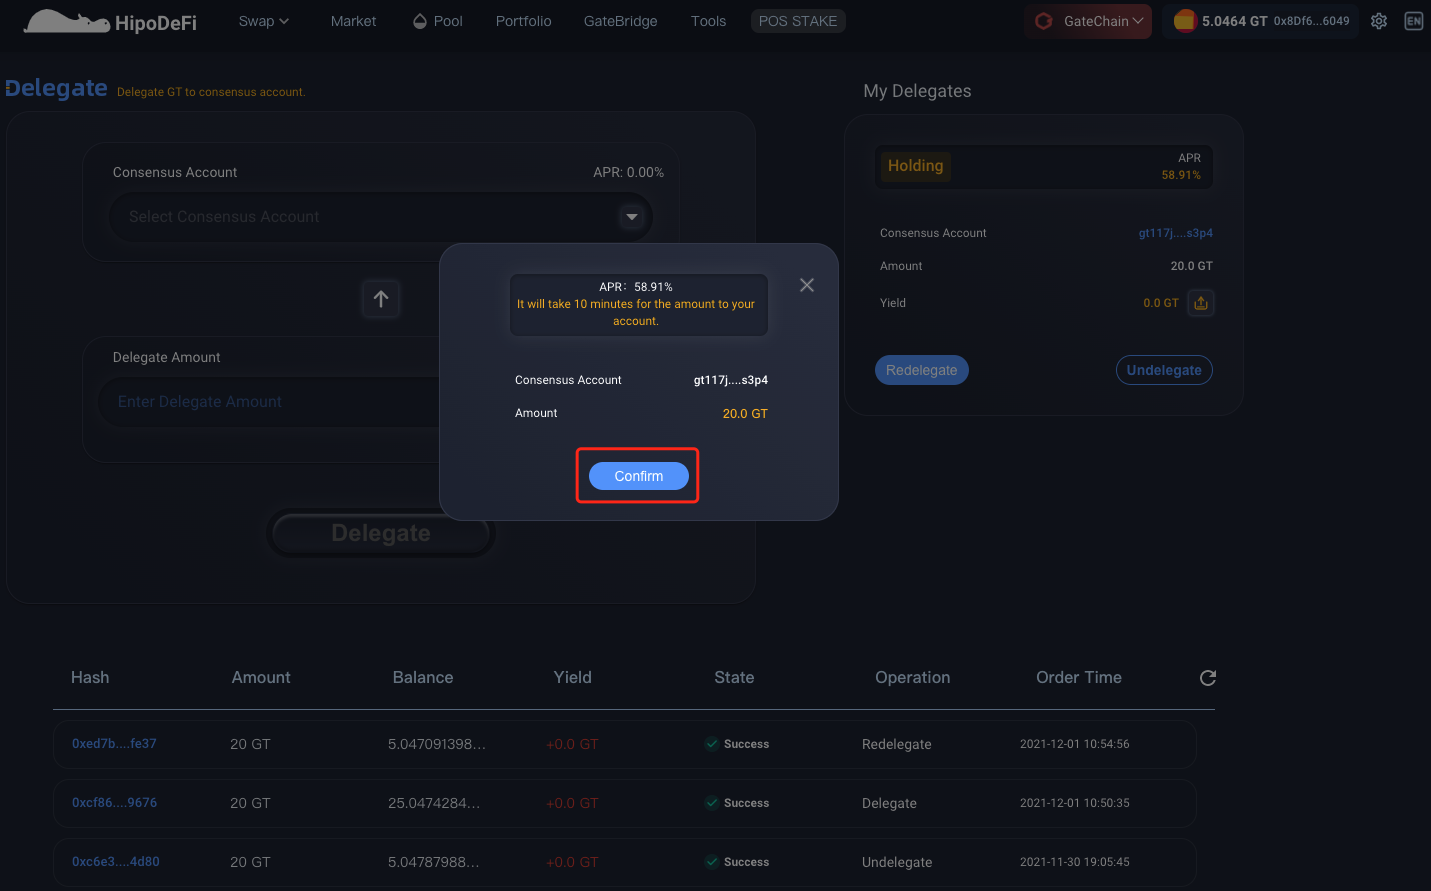 HipoDeFi
Swap
Market
Pool
Portfolio
GateBridge
Tools
POS STAKE
GateChain
5.0464 GT 0x8Df6...6049
EN
Delegate
Delegate GT to consensus account.
Consensus Account
APR: 0.00%
Select Consensus Account
Delegate Amount
Enter Delegate Amount
Delegate
My Delegates
Holding
APR
58.91%
Consensus Account
gt117j....s3p4
Amount
20.0 GT
Yield
0.0 GT
Redelegate
Undelegate
APR: 58.91%
It will take 10 minutes for the amount to your
account.
Consensus Account
gt117j....s3p4
Amount
20.0 GT
Confirm
Hash Amount Balance Yield State Operation Order Time
0xed7b....fe37 20 GT 5.047091398... +0.0 GT Success Redelegate 2021-12-01 10:54:56
0xcf86....9676 20 GT 25.0474284... +0.0 GT Success Delegate 2021-12-01 10:50:35
0xc6e3....4d80 20 GT 5.04787988... +0.0 GT Success Undelegate 2021-11-30 19:05:45